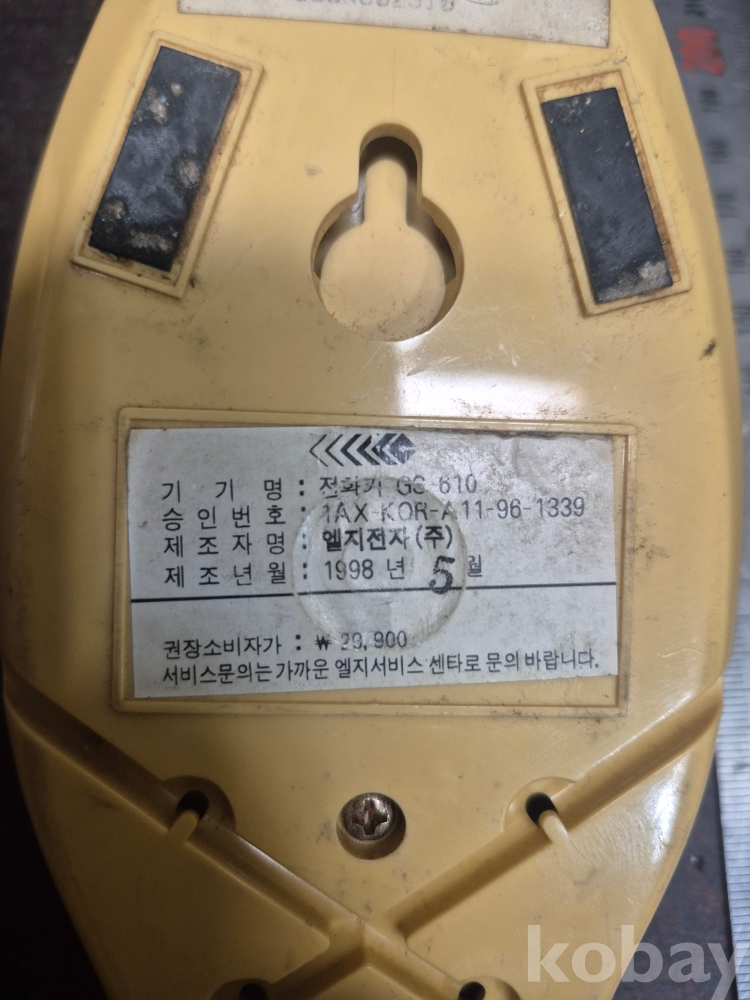 기 기 명 : 전화기 GS-610
승인번호 : 1AX-KOR-A11-96-1339
제조자명 : 엘지전자(주)
제조년월 : 1998 년 5 월
권장소비자가 : ₩ 29,900
서비스문의는 가까운 엘지서비스 센타로 문의 바랍니다.
kobay